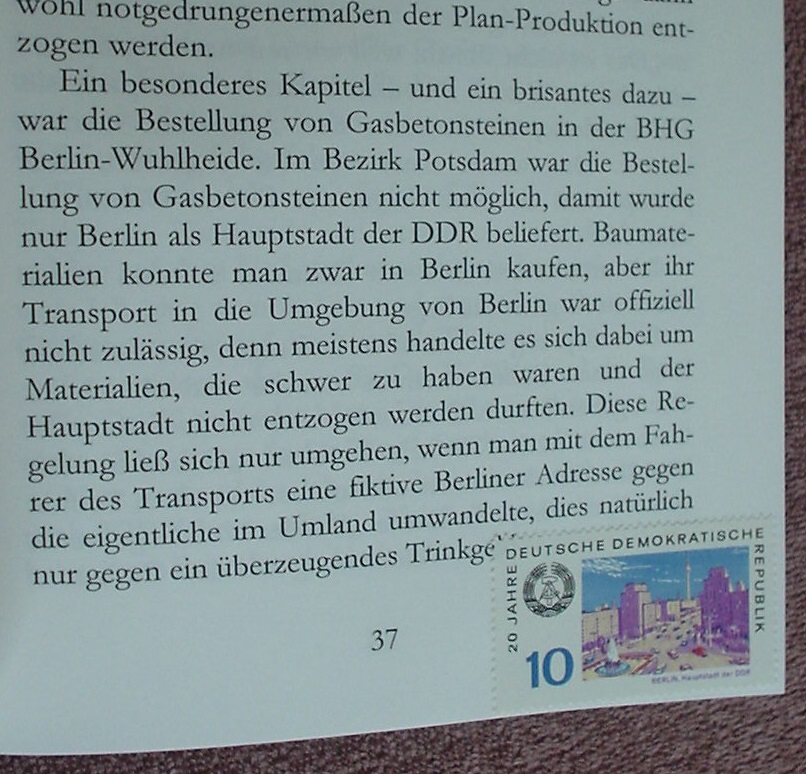 wohl notgedrungenermaßen der Plan-Produktion ent-
zogen werden.
Ein besonderes Kapitel – und ein brisantes dazu –
war die Bestellung von Gasbetonsteinen in der BHG
Berlin-Wuhlheide. Im Bezirk Potsdam war die Bestel-
lung von Gasbetonsteinen nicht möglich, damit wurde
nur Berlin als Hauptstadt der DDR beliefert. Baumate-
rialien konnte man zwar in Berlin kaufen, aber ihr
Transport in die Umgebung von Berlin war offiziell
nicht zulässig, denn meistens handelte es sich dabei um
Materialien, die schwer zu haben waren und der
Hauptstadt nicht entzogen werden durften. Diese Re-
gelung ließ sich nur umgehen, wenn man mit dem Fah-
rer des Transports eine fiktive Berliner Adresse gegen
die eigentliche im Umland umwandelte, dies natürlich
nur gegen ein überzeugendes Trinkge
37
20 JAHRE DEUTSCHE DEMOKRATISCHE REPUBLIK
10
BERLIN, Hauptstadt der DDR